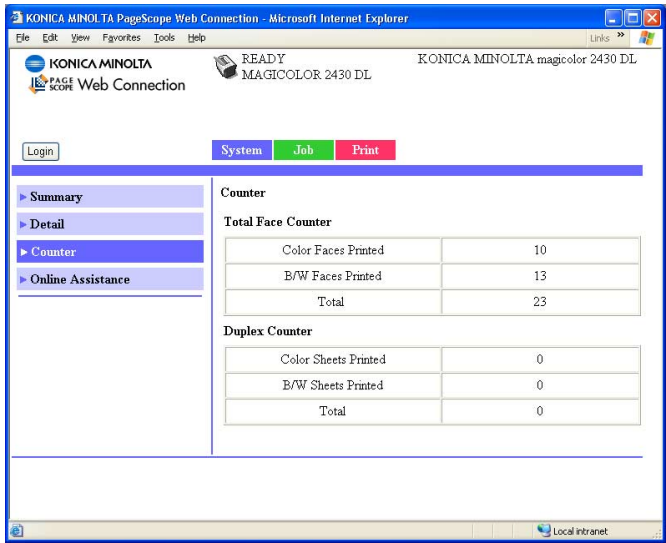 KONICA MINOLTA PageScope Web Connection - Microsoft Internet Explorer
File Edit View Favorites Tools Help Links »
KONICA MINOLTA
PAGE SCOPE Web Connection
READY
MAGICOLOR 2430 DL
KONICA MINOLTA magicolor 2430 DL
Login
System Job Print
Summary
Detail
Counter
Online Assistance
Counter
Total Face Counter
Color Faces Printed 10
B/W Faces Printed 13
Total 23
Duplex Counter
Color Sheets Printed 0
B/W Sheets Printed 0
Total 0
Local intranet